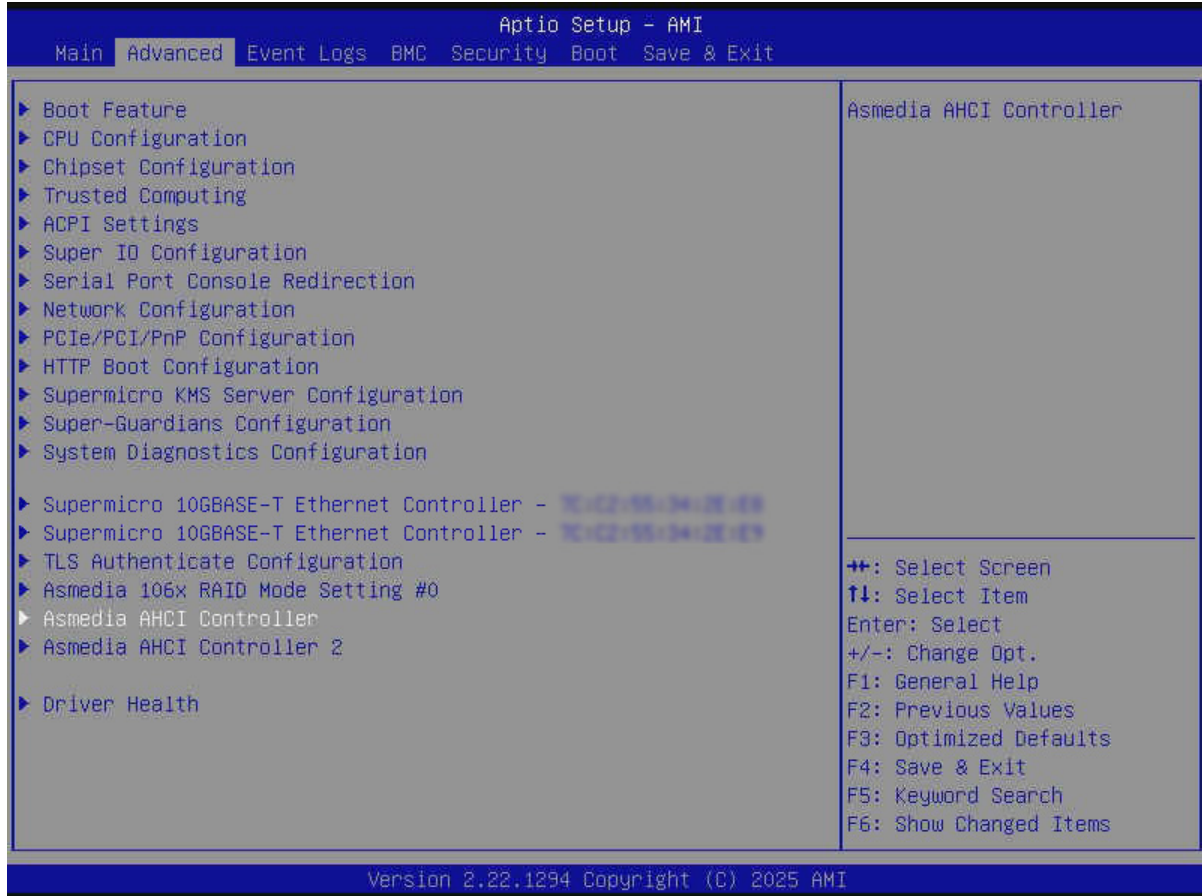 Aptio Setup – AMI
Main Advanced Event Logs BMC Security Boot Save & Exit
Boot Feature
CPU Configuration
Chipset Configuration
Trusted Computing
ACPI Settings
Super IO Configuration
Serial Port Console Redirection
Network Configuration
PCIe/PCI/PnP Configuration
HTTP Boot Configuration
Supermicro KMS Server Configuration
Super-Guardians Configuration
System Diagnostics Configuration
Supermicro 10GBASE-T Ethernet Controller –
Supermicro 10GBASE-T Ethernet Controller –
TLS Authenticate Configuration
Asmedia 106x RAID Mode Setting #0
Asmedia AHCI Controller
Asmedia AHCI Controller 2
Driver Health
Asmedia AHCI Controller
→←: Select Screen
↑↓: Select Item
Enter: Select
+/-: Change Opt.
F1: General Help
F2: Previous Values
F3: Optimized Defaults
F4: Save & Exit
F5: Keyword Search
F6: Show Changed Items
Version 2.22.1294 Copyright (C) 2025 AMI